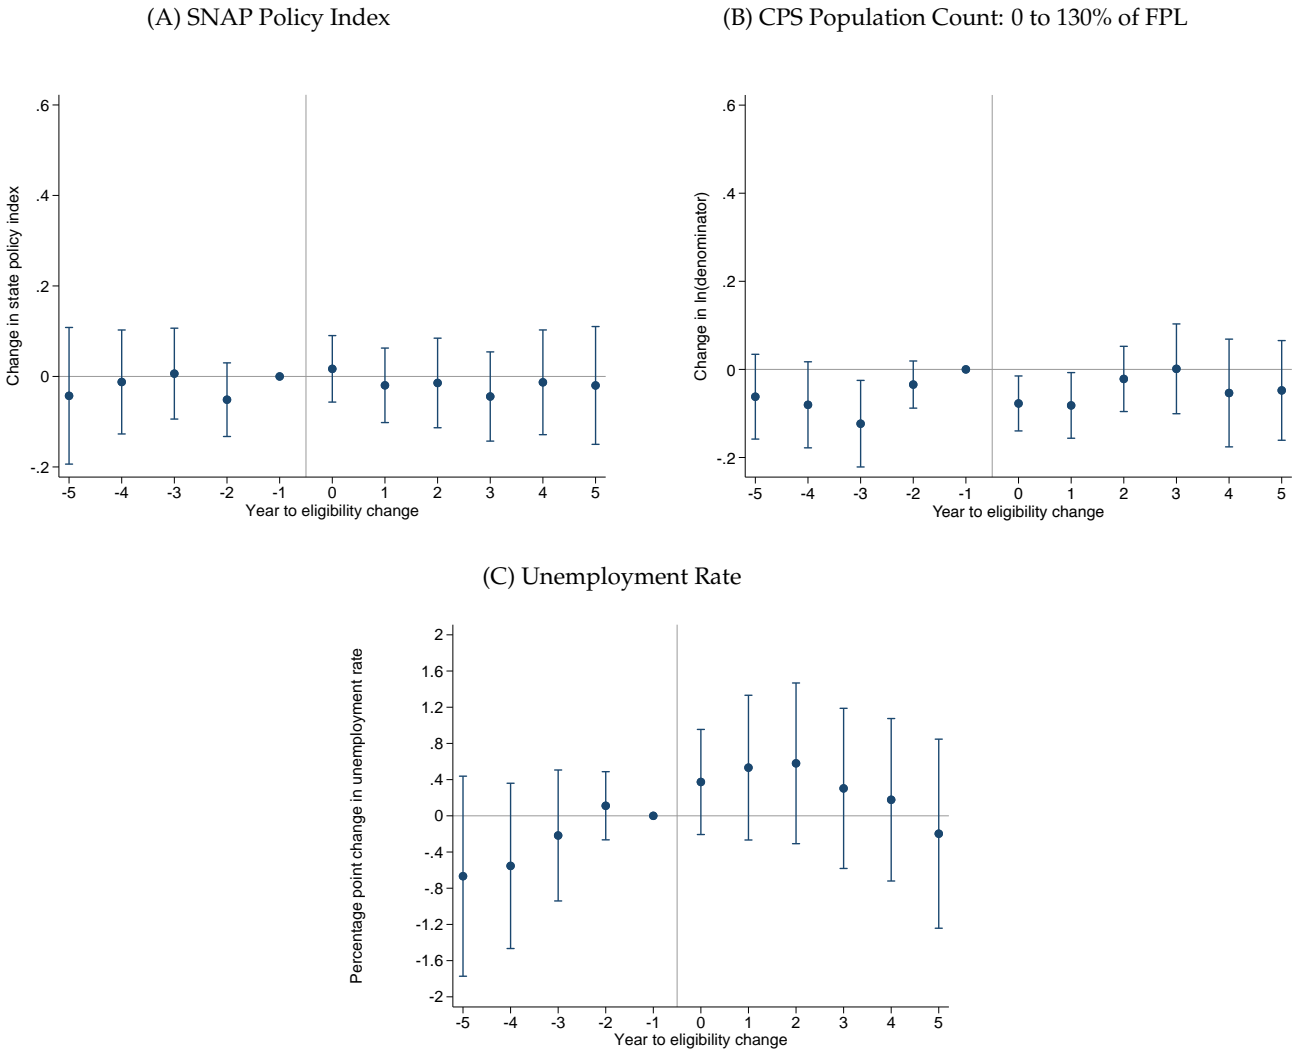 (A) SNAP Policy Index
Change in state policy index
.6
.4
.2
0
-.2
-5 -4 -3 -2 -1 0 1 2 3 4 5
Year to eligibility change
(B) CPS Population Count: 0 to 130% of FPL
Change in ln(denominator)
.6
.4
.2
0
-.2
-5 -4 -3 -2 -1 0 1 2 3 4 5
Year to eligibility change
(C) Unemployment Rate
Percentage point change in unemployment rate
2
1.6
1.2
.8
.4
0
-.4
-.8
-1.2
-1.6
-2
-5 -4 -3 -2 -1 0 1 2 3 4 5
Year to eligibility change